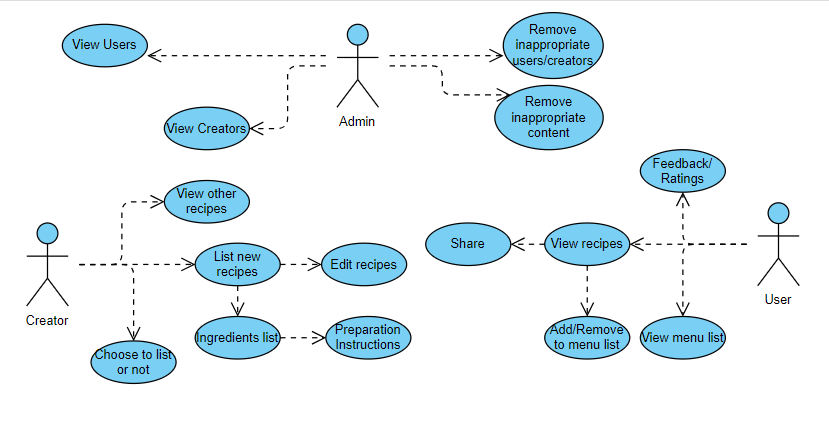 View Users
Remove
inappropriate
users/creators
View Creators
Admin
Remove
inappropriate
content
Feedback/
Ratings
View other
recipes
List new
recipes
Edit recipes
Share
View recipes
Creator
User
Choose to list
or not
Ingredients list
Preparation
Instructions
Add/Remove
to menu list
View menu list